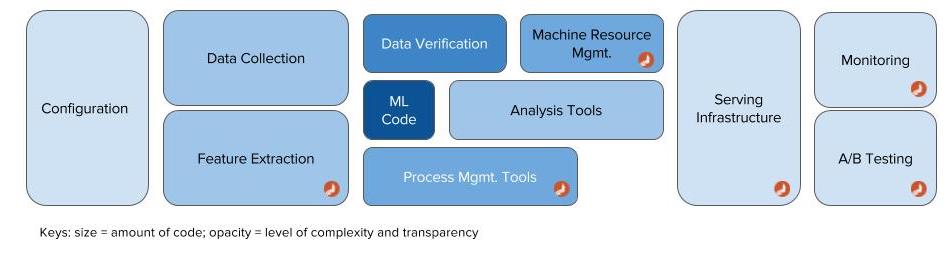 Configuration
Data Collection
Feature Extraction
Data Verification
Machine Resource
Mgmt.
ML
Code
Analysis Tools
Process Mgmt. Tools
Serving
Infrastructure
Monitoring
A/B Testing
Keys: size = amount of code; opacity = level of complexity and transparency